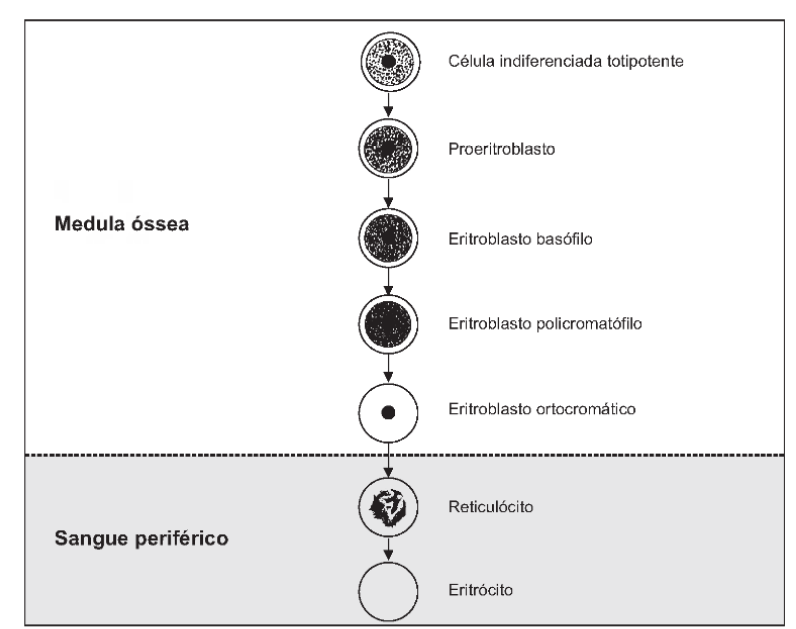 Célula indiferenciada totipotente
Proeritroblasto
Medula óssea
Eritroblasto basófilo
Eritroblasto policromatófilo
Eritroblasto ortocromático
Reticulócito
Sangue periférico
Eritrócito